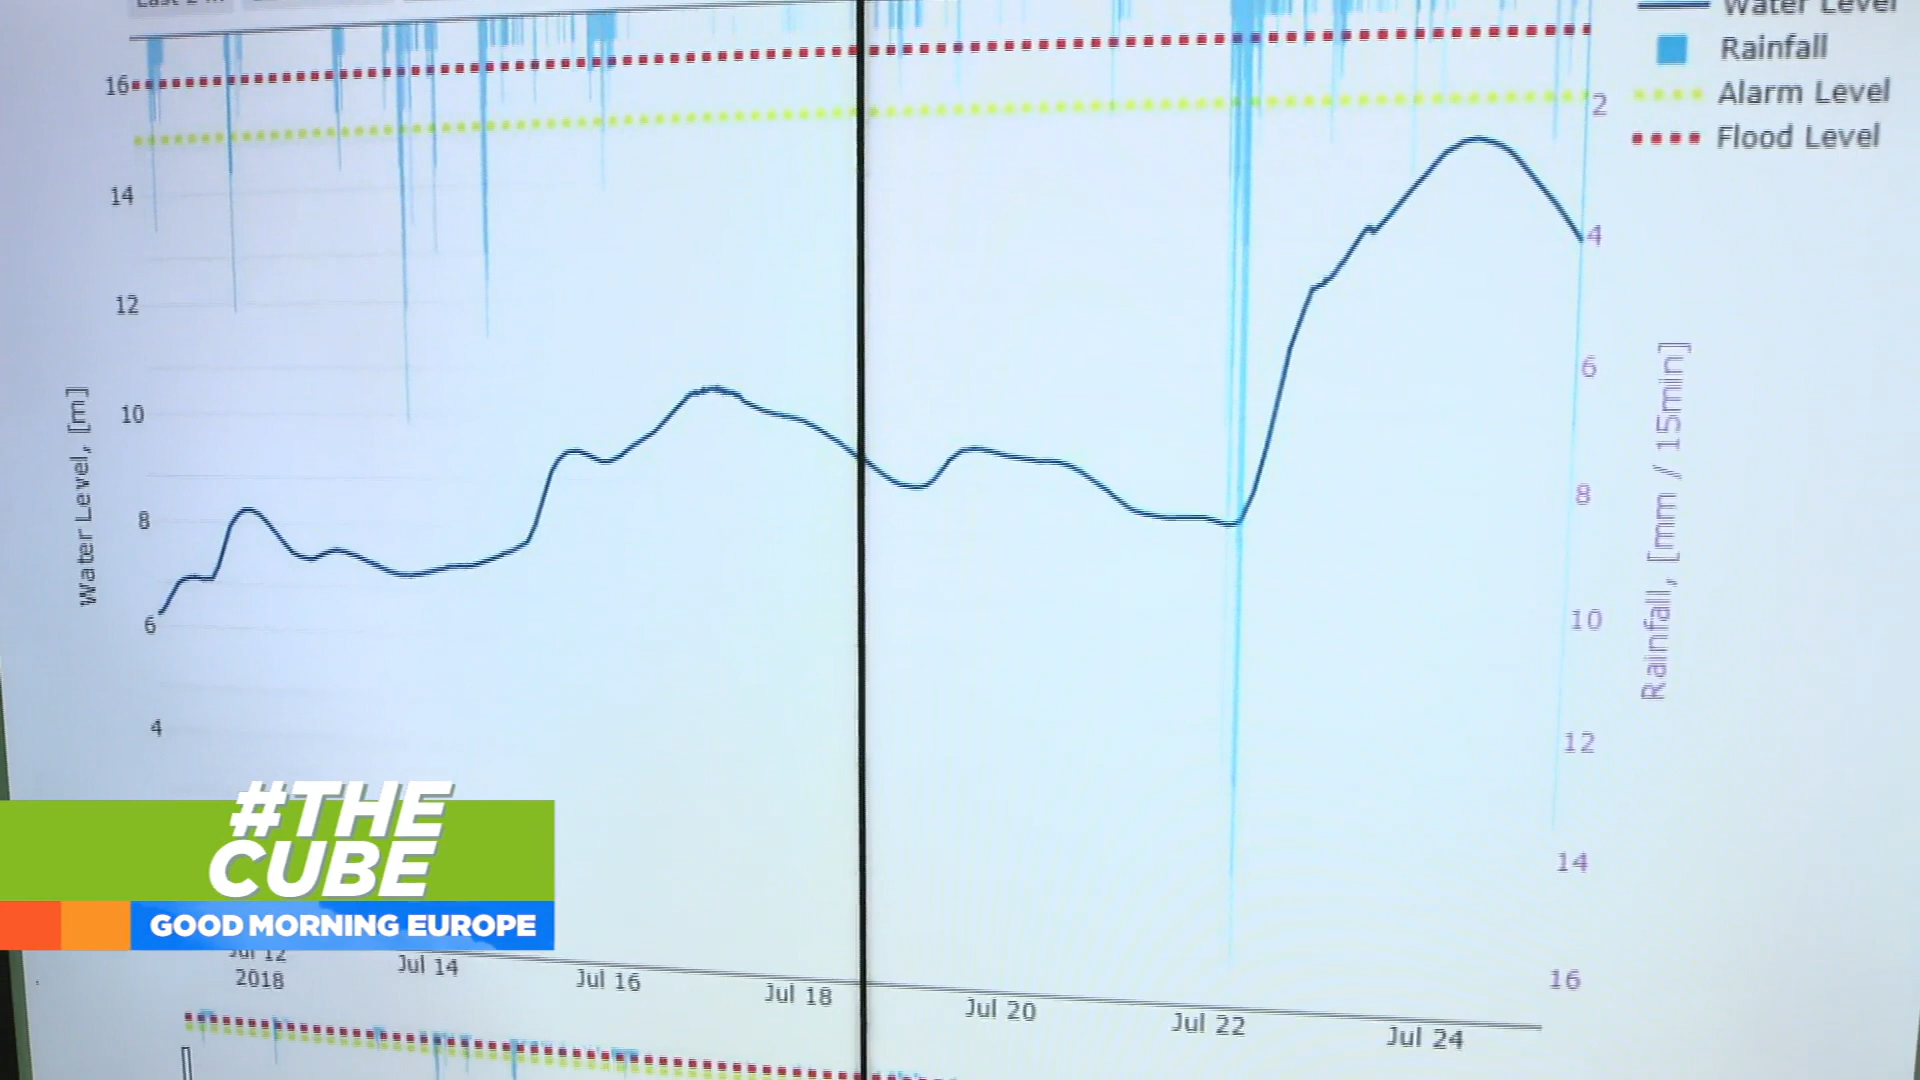 Water Level
Rainfall
Alarm Level
Flood Level
16
14
12
10
8
6
4
Water Level, [m]
2
4
6
8
10
12
14
16
Rainfall, [mm / 15min]
#THE
CUBE
GOOD MORNING EUROPE
Jul 12
2018
Jul 14
Jul 16
Jul 18
Jul 20
Jul 22
Jul 24